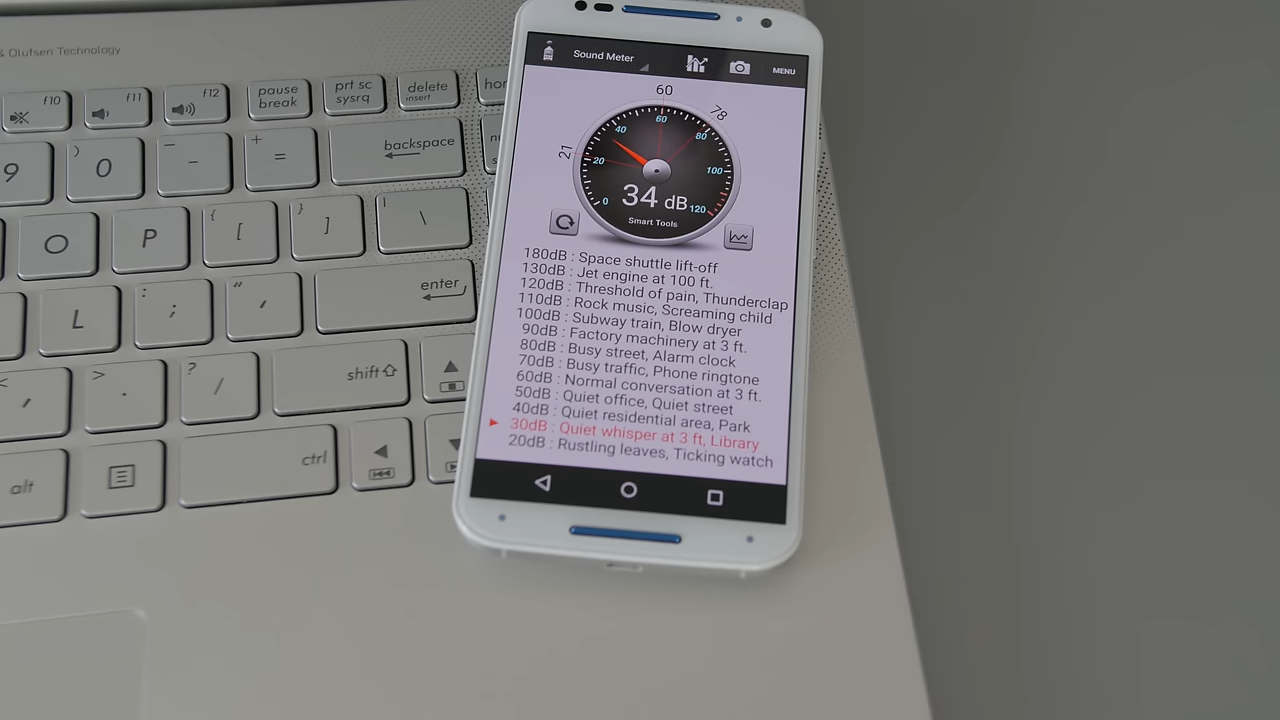 & Olufsen Technology
f10 f11 f12 pause break prt sc sysrq delete insert
9 ) 0 _ - + = backspace
O P { [ } ] | \
L : ; " ' enter
< , > . ? / shift
alt ctrl
Sound Meter MENU
60
78
21
0 20 40 60 80 100 120
34 dB
Smart Tools
180dB : Space shuttle lift-off
130dB : Jet engine at 100 ft.
120dB : Threshold of pain, Thunderclap
110dB : Rock music, Screaming child
100dB : Subway train, Blow dryer
90dB : Factory machinery at 3 ft.
80dB : Busy street, Alarm clock
70dB : Busy traffic, Phone ringtone
60dB : Normal conversation at 3 ft.
50dB : Quiet office, Quiet street
40dB : Quiet residential area, Park
30dB : Quiet whisper at 3 ft, Library
20dB : Rustling leaves, Ticking watch